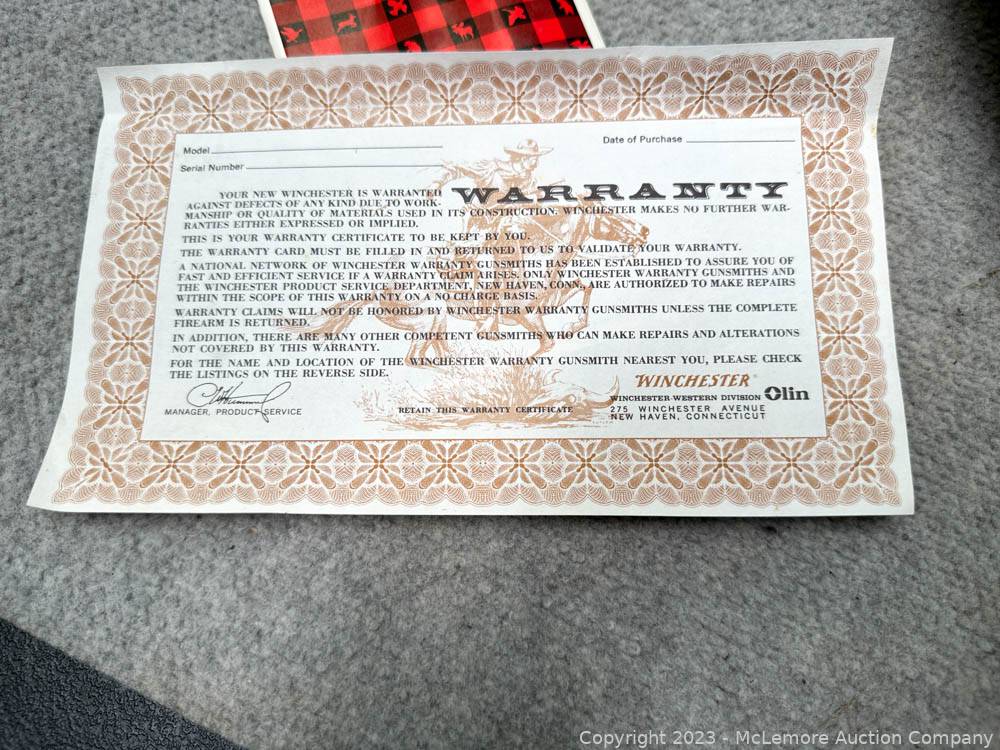 Model
Date of Purchase
Serial Number
WARRANTY
YOUR NEW WINCHESTER IS WARRANTED
AGAINST DEFECTS OF ANY KIND DUE TO WORK-
MANSHIP OR QUALITY OF MATERIALS USED IN ITS CONSTRUCTION. WINCHESTER MAKES NO FURTHER WAR-
RANTIES EITHER EXPRESSED OR IMPLIED.
THIS IS YOUR WARRANTY CERTIFICATE TO BE KEPT BY YOU.
THE WARRANTY CARD MUST BE FILLED IN AND RETURNED TO US TO VALIDATE YOUR WARRANTY.
A NATIONAL NETWORK OF WINCHESTER WARRANTY GUNSMITHS HAS BEEN ESTABLISHED TO ASSURE YOU OF
FAST AND EFFICIENT SERVICE IF A WARRANTY CLAIM ARISES. ONLY WINCHESTER WARRANTY GUNSMITHS AND
THE WINCHESTER PRODUCT SERVICE DEPARTMENT, NEW HAVEN, CONN., ARE AUTHORIZED TO MAKE REPAIRS
WITHIN THE SCOPE OF THIS WARRANTY ON A NO CHARGE BASIS.
WARRANTY CLAIMS WILL NOT BE HONORED BY WINCHESTER WARRANTY GUNSMITHS UNLESS THE COMPLETE
FIREARM IS RETURNED.
IN ADDITION, THERE ARE MANY OTHER COMPETENT GUNSMITHS WHO CAN MAKE REPAIRS AND ALTERATIONS
NOT COVERED BY THIS WARRANTY.
FOR THE NAME AND LOCATION OF THE WINCHESTER WARRANTY GUNSMITH NEAREST YOU, PLEASE CHECK
THE LISTINGS ON THE REVERSE SIDE.
WINCHESTER®
WINCHESTER-WESTERN DIVISION Olin
MANAGER, PRODUCT SERVICE
RETAIN THIS WARRANTY CERTIFICATE
275 WINCHESTER AVENUE
NEW HAVEN, CONNECTICUT
Copyright © 2023 - McLemore Auction Company